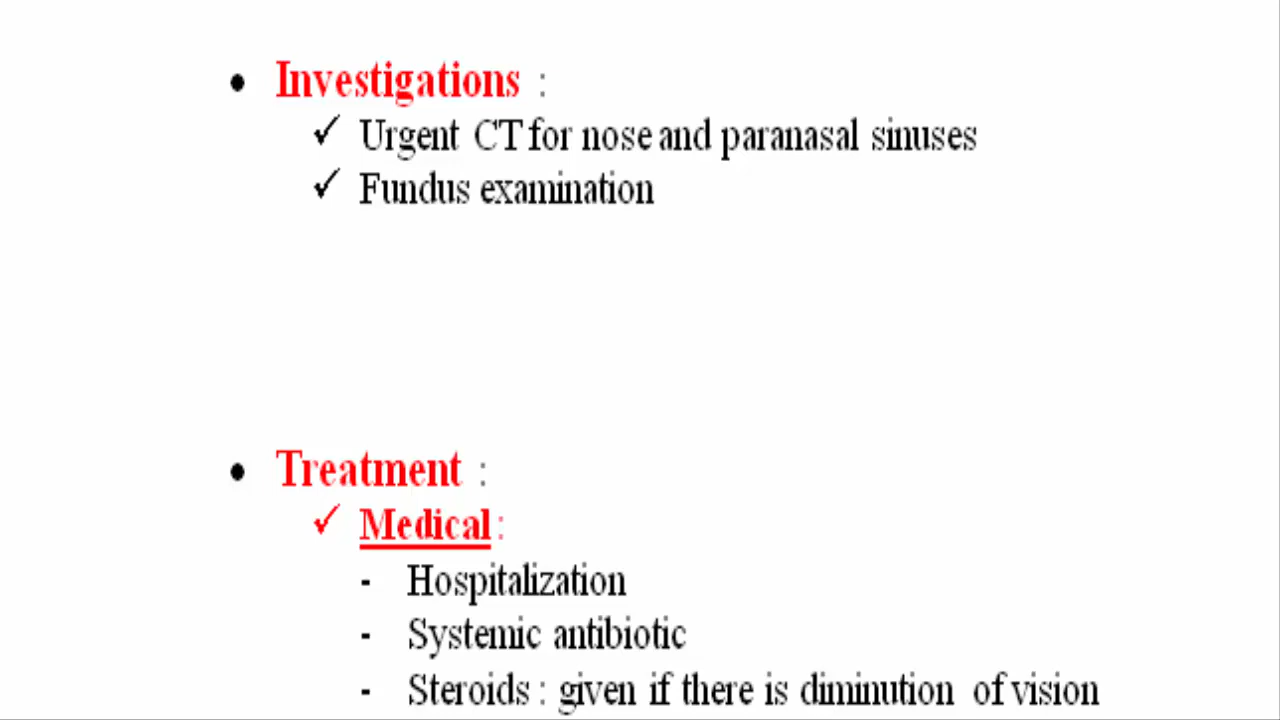 • Investigations :
✓ Urgent CT for nose and paranasal sinuses
✓ Fundus examination
• Treatment :
✓ Medical :
- Hospitalization
- Systemic antibiotic
- Steroids : given if there is diminution of vision